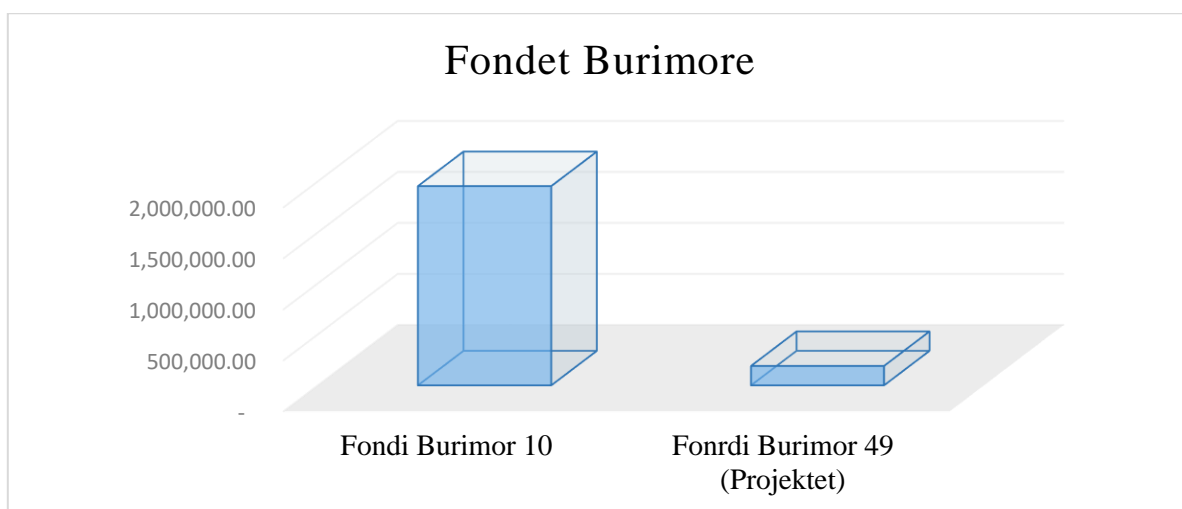 Fondet Burimore
2,000,000.00
1,500,000.00
1,000,000.00
500,000.00
-
Fondi Burimor 10
Fonrdi Burimor 49
(Projektet)